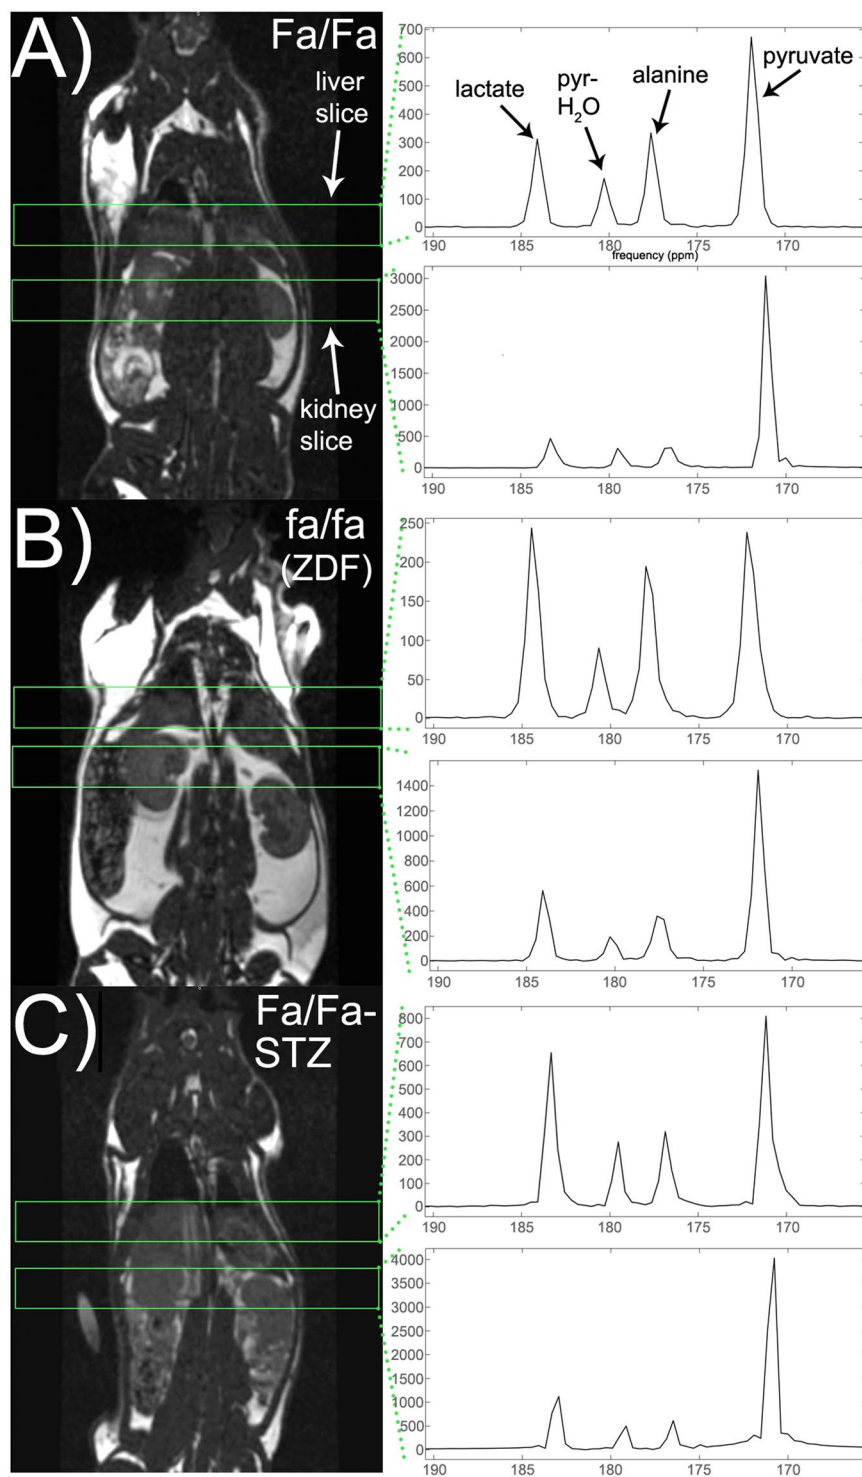 A)
Fa/Fa
liver
slice
kidney
slice
700
600
500
400
300
200
100
0
lactate
pyr-
H₂O
alanine
pyruvate
190 185 180 175 170
frequency (ppm)
3000
2500
2000
1500
1000
500
0
190 185 180 175 170
B)
fa/fa
(ZDF)
250
200
150
100
50
0
190 185 180 175 170
1400
1200
1000
800
600
400
200
0
190 185 180 175 170
C)
Fa/Fa-
STZ
800
700
600
500
400
300
200
100
0
190 185 180 175 170
4000
3500
3000
2500
2000
1500
1000
500
0
190 185 180 175 170